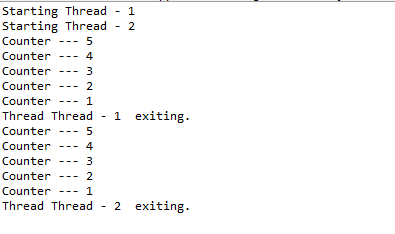 Starting Thread - 1
Starting Thread - 2
Counter --- 5
Counter --- 4
Counter --- 3
Counter --- 2
Counter --- 1
Thread Thread - 1  exiting.
Counter --- 5
Counter --- 4
Counter --- 3
Counter --- 2
Counter --- 1
Thread Thread - 2  exiting.